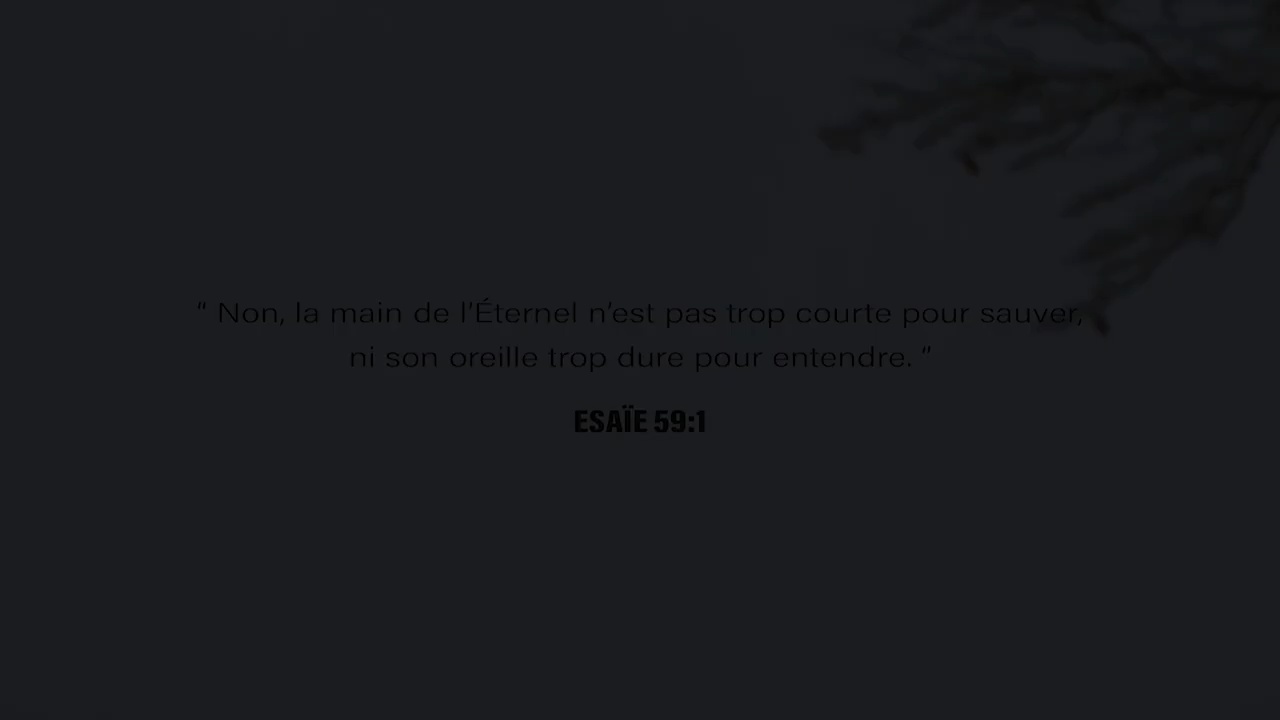 “ Non, la main de l’Éternel n’est pas trop courte pour sauver,
ni son oreille trop dure pour entendre. ”
ESAÏE 59:1